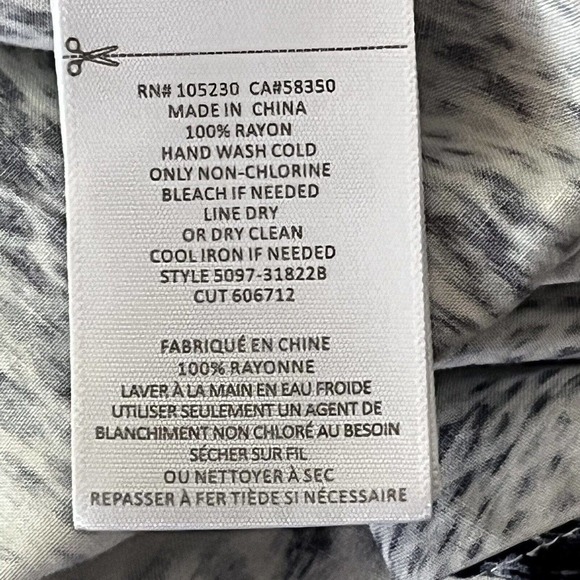 RN# 105230 CA#58350
MADE IN CHINA
100% RAYON
HAND WASH COLD
ONLY NON-CHLORINE
BLEACH IF NEEDED
LINE DRY
OR DRY CLEAN
COOL IRON IF NEEDED
STYLE 5097-31822B
CUT 606712
FABRIQUÉ EN CHINE
100% RAYONNE
LAVER À LA MAIN EN EAU FROIDE
UTILISER SEULEMENT UN AGENT DE
BLANCHIMENT NON CHLORÉ AU BESOIN
SÉCHER SUR FIL
OU NETTOYER À SEC
REPASSER À FER TIÈDE SI NÉCESSAIRE